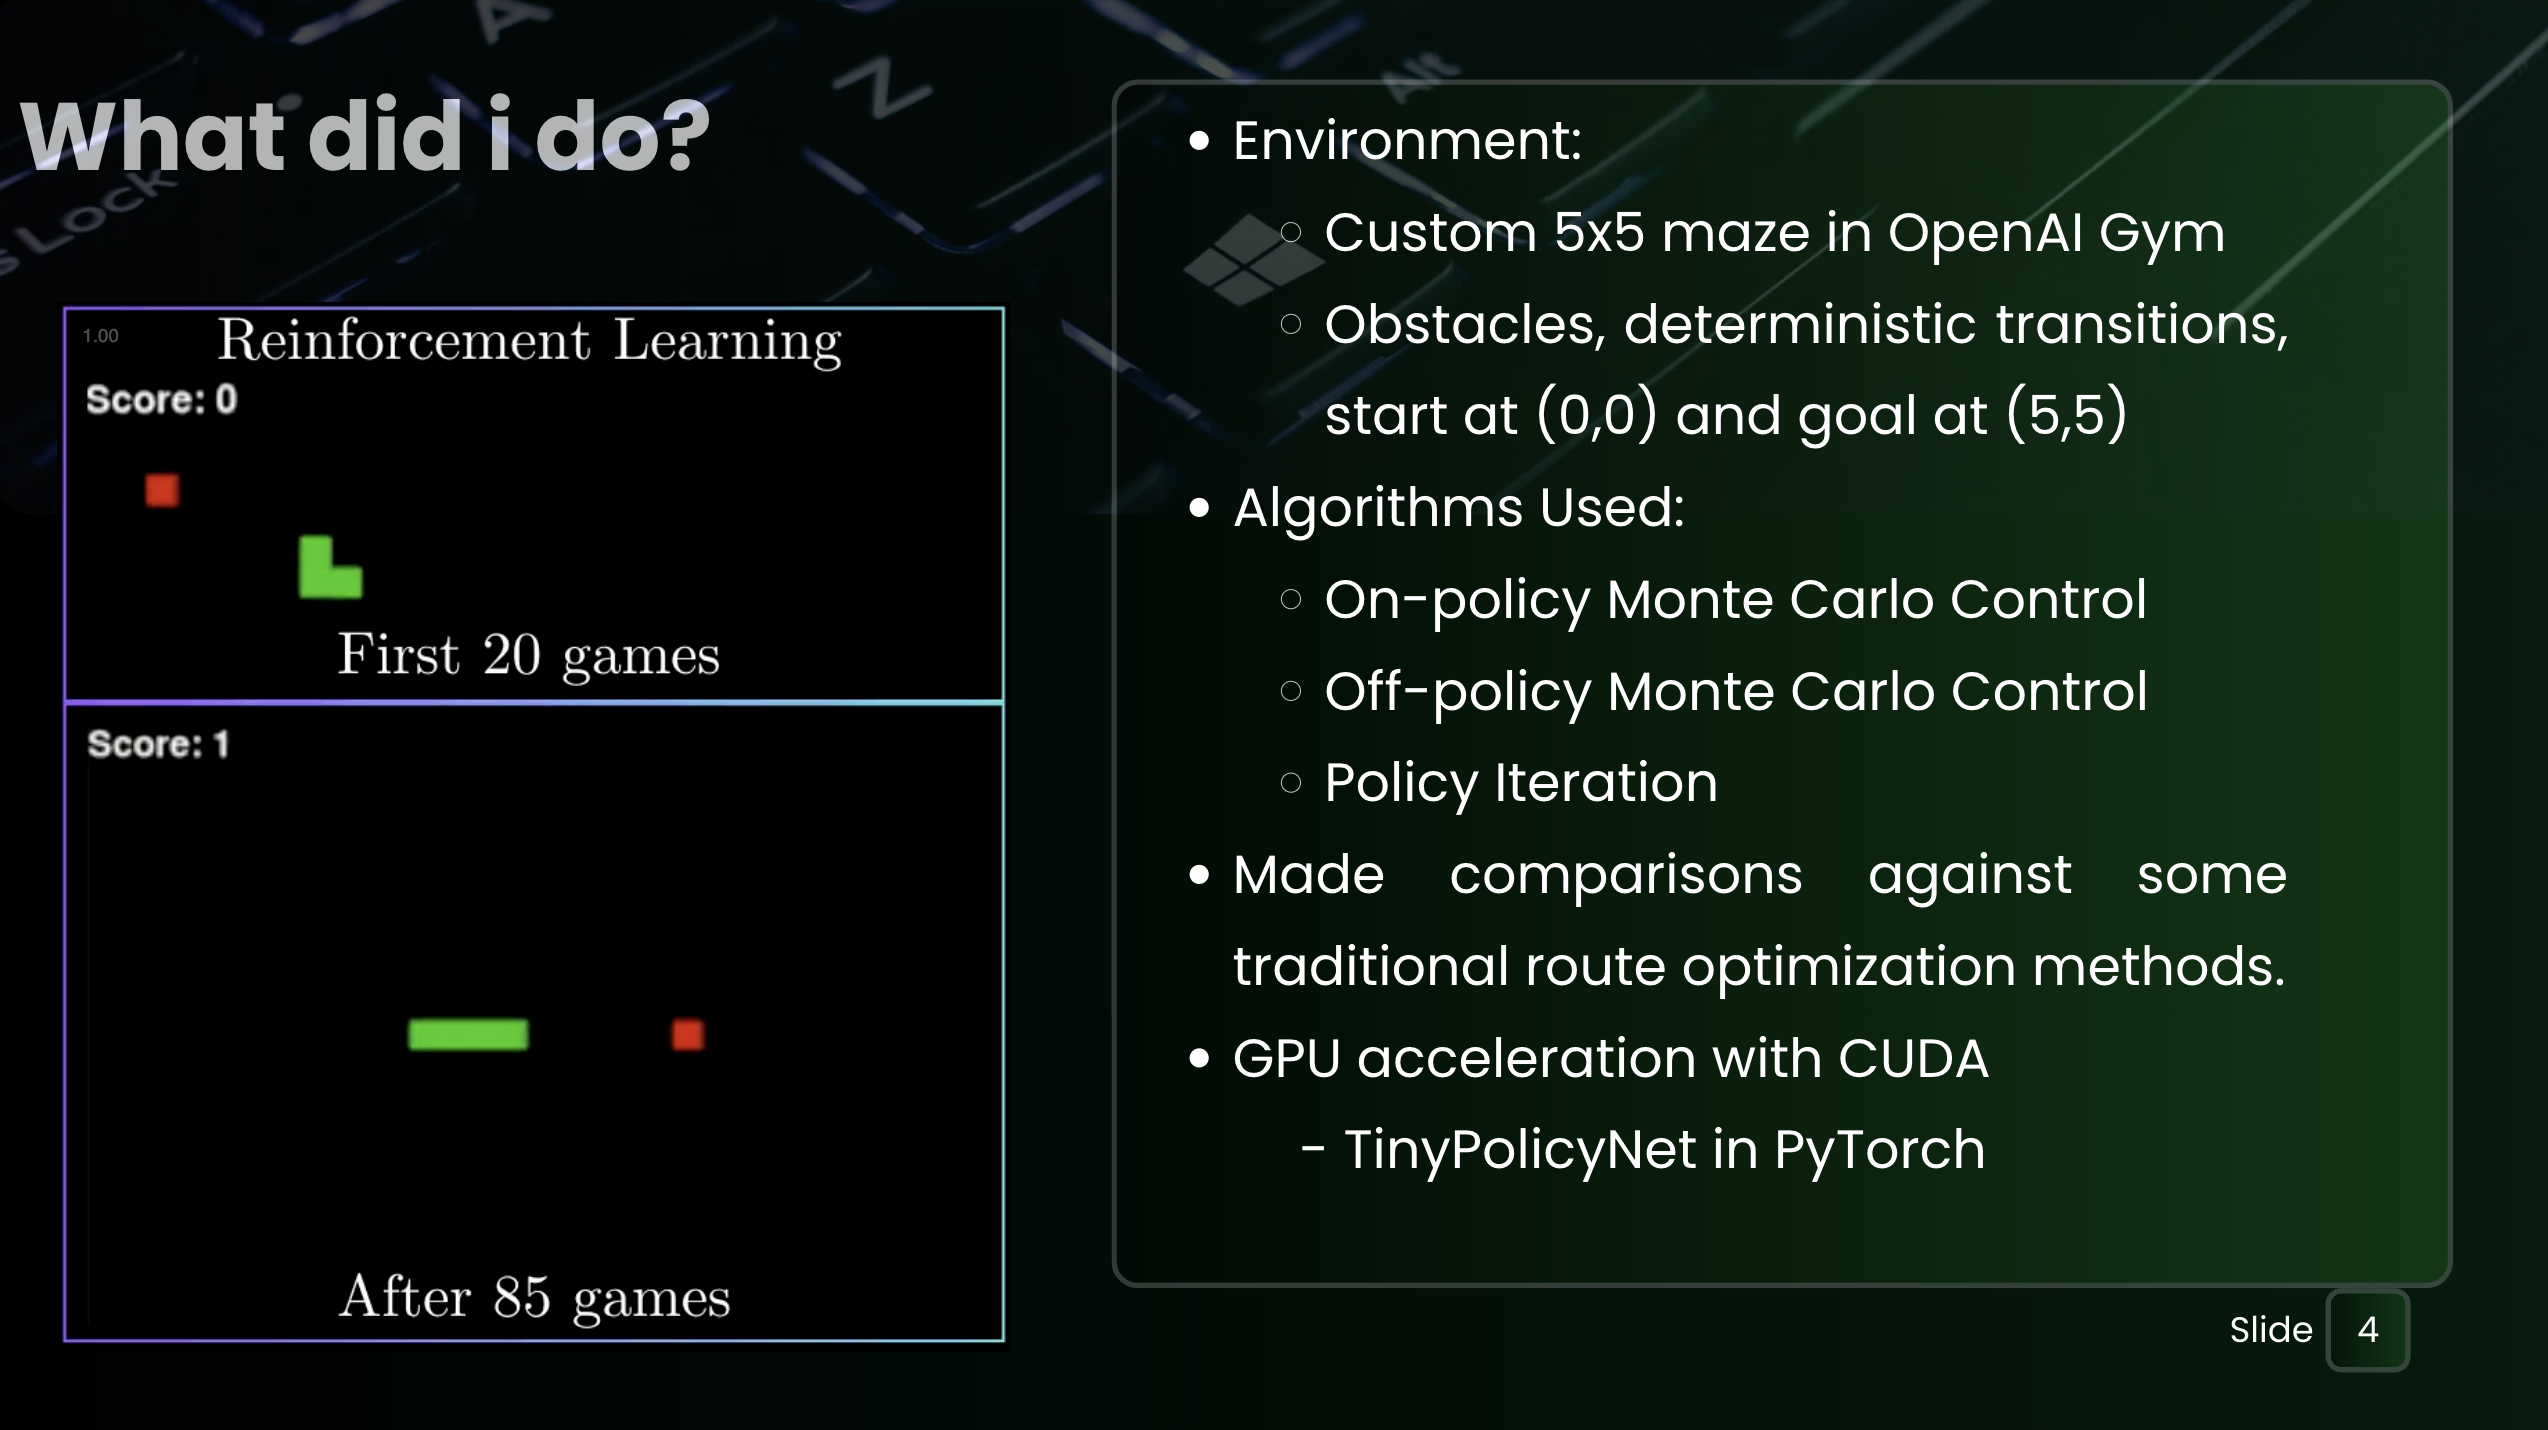 What did i do?
A
Z
Alt
s Lock
1.00
Reinforcement Learning
Score: 0
First 20 games
Score: 1
After 85 games
• Environment:
○ Custom 5x5 maze in OpenAI Gym
○ Obstacles, deterministic transitions,
start at (0,0) and goal at (5,5)
• Algorithms Used:
○ On-policy Monte Carlo Control
○ Off-policy Monte Carlo Control
○ Policy Iteration
• Made comparisons against some
traditional route optimization methods.
• GPU acceleration with CUDA
- TinyPolicyNet in PyTorch
Slide 4